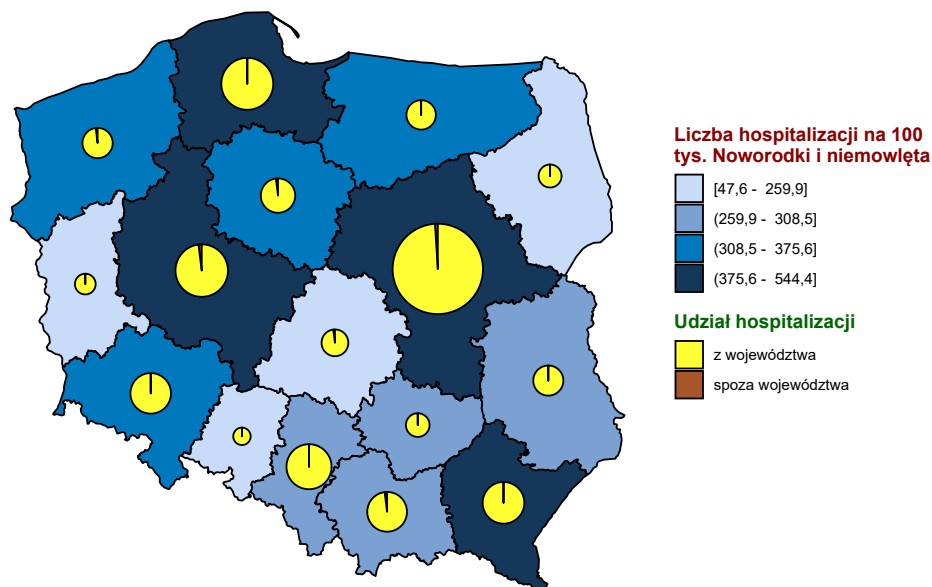 Liczba hospitalizacji na 100
tys. Noworodki i niemowlęta
[47,6 - 259,9]
(259,9 - 308,5]
(308,5 - 375,6]
(375,6 - 544,4]
Udział hospitalizacji
z województwa
spoza województwa